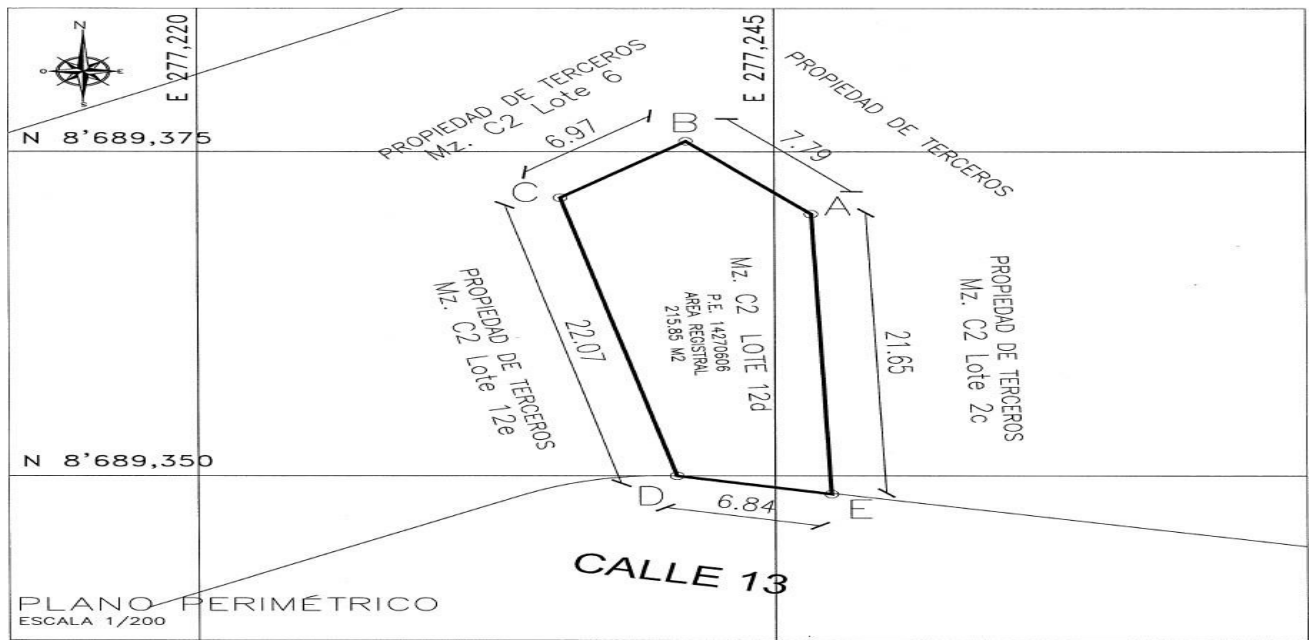 N
O
E
S
E 277,220
E 277,245
N 8'689,375
PROPIEDAD DE TERCEROS
Mz. C2 Lote 6
6.97
B
7.79
PROPIEDAD DE TERCEROS
C
A
Mz. C2 LOTE 12d
P.E. 14270606
AREA REGISTRAL
215.85 M2
PROPIEDAD DE TERCEROS
Mz. C2 Lote 12e
22.07
21.65
PROPIEDAD DE TERCEROS
Mz. C2 Lote 2c
N 8'689,350
D
6.84
E
CALLE 13
PLANO PERIMÉTRICO
ESCALA 1/200